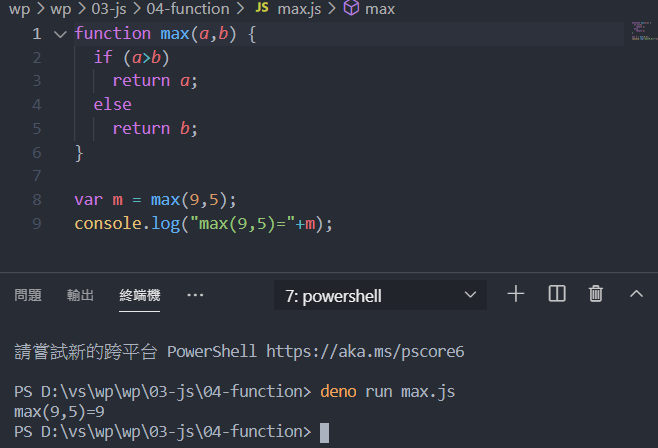 wp > wp > 03-js > 04-function > JS max.js > max
1 function max(a,b) {
2 if (a>b)
3 return a;
4 else
5 return b;
6 }
7
8 var m = max(9,5);
9 console.log("max(9,5)="+m);
問題 輸出 終端機 ··· 7: powershell
請嘗試新的跨平台 PowerShell https://aka.ms/pscore6
PS D:\vs\wp\wp\03-js\04-function> deno run max.js
max(9,5)=9
PS D:\vs\wp\wp\03-js\04-function>